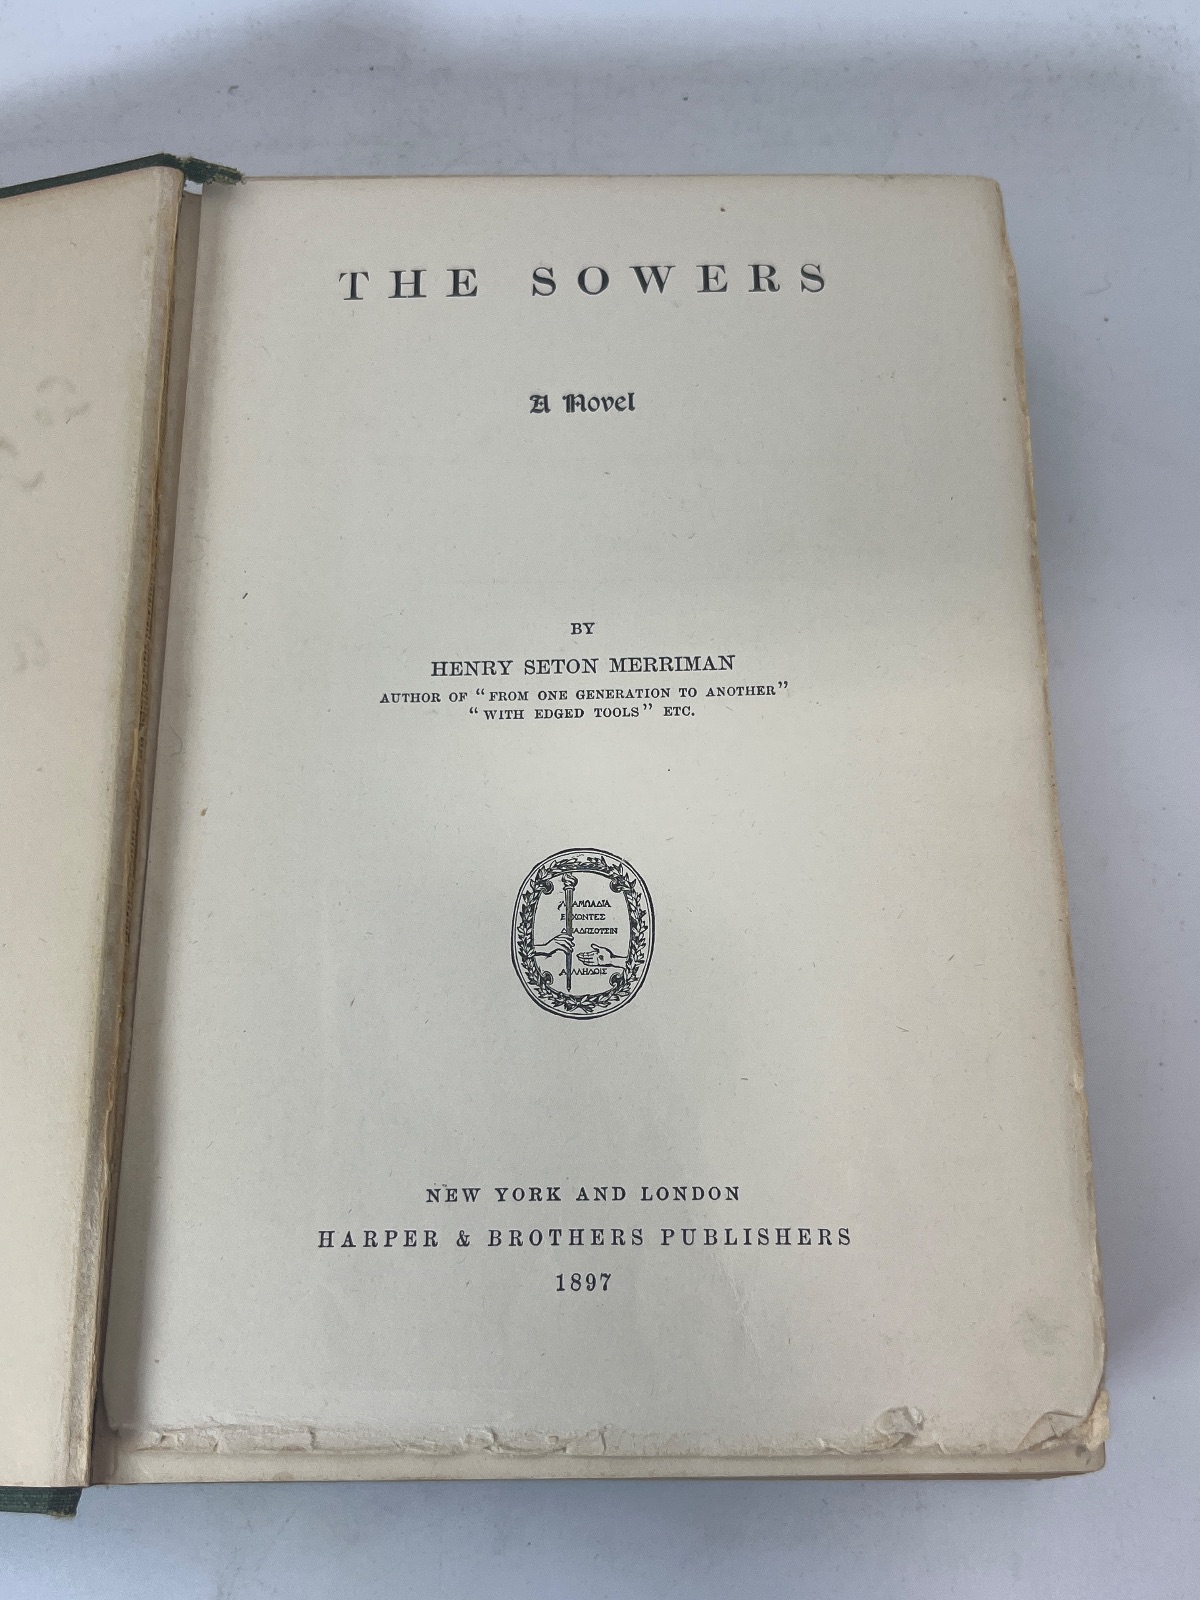 THE SOWERS
A Novel
BY
HENRY SETON MERRIMAN
AUTHOR OF “FROM ONE GENERATION TO ANOTHER”
“WITH EDGED TOOLS” ETC.
ΛΑΜΠΑΔΙΑ
ΕΧΟΝΤΕΣ
ΔΙΑΔΩΣΟΥΣΙΝ
ΑΛΛΗΛΟΙΣ
NEW YORK AND LONDON
HARPER & BROTHERS PUBLISHERS
1897